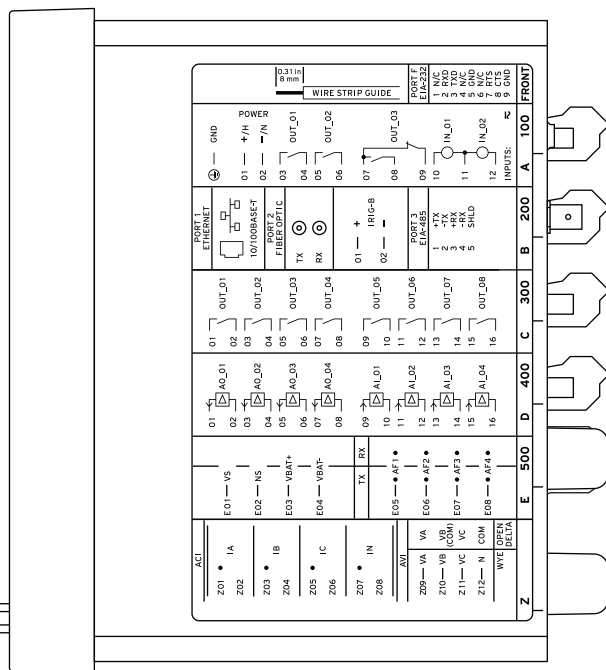 0.31 in
8 mm
WIRE STRIP GUIDE
PORT F
EIA-232
1 N/C
2 RXD
3 TXD
4 N/C
5 GND
6 N/C
7 RTS
8 CTS
9 GND
FRONT
GND
POWER
01 +/H
02 -/N
OUT_01
03
04
OUT_02
05
06
OUT_03
07
08
09
IN_01
IN_02
10
11
12
INPUTS:
A 100
PORT 1
ETHERNET
10/100BASE-T
PORT 2
FIBER OPTIC
TX
RX
IRIG-B
01 +
02 -
PORT 3
EIA-485
1 +TX
2 -TX
3 +RX
4 -RX
5 SHLD
B 200
01
02
OUT_01
03
04
OUT_02
05
06
OUT_03
07
08
OUT_04
09
10
OUT_05
11
12
OUT_06
13
14
OUT_07
15
16
OUT_08
C 300
01
02
AO_01
03
04
AO_02
05
06
AO_03
07
08
AO_04
09
10
AI_01
11
12
AI_02
13
14
AI_03
15
16
AI_04
D 400
E01 VS
E02 NS
E03 VBAT+
E04 VBAT-
TX RX
E05 AF1
E06 AF2
E07 AF3
E08 AF4
E 500
ACI
Z01
Z02
IA
Z03
Z04
IB
Z05
Z06
IC
Z07
Z08
IN
AVI
Z09 VA VA
Z10 VB VB
(COM)
Z11 VC VC
Z12 N COM
WYE OPEN
DELTA
Z